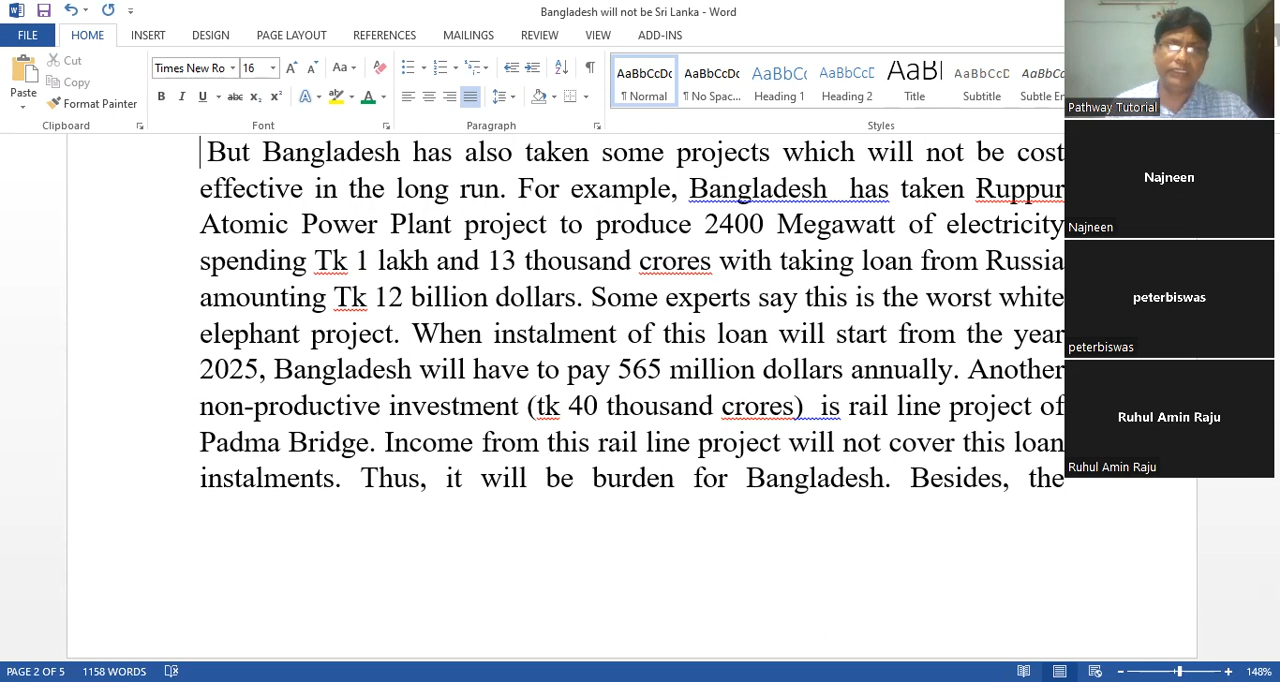 Bangladesh will not be Sri Lanka - Word
FILE HOME INSERT DESIGN PAGE LAYOUT REFERENCES MAILINGS REVIEW VIEW ADD-INS
Cut
Copy
Paste
Format Painter
Clipboard
Times New Ro 16
Aa
B I U abc x₂ x² A A
Font
Paragraph
AaBbCcDc AaBbCcDc AaBbCc AaBbCcD AaBl AaBbCcD AaBbCc
¶ Normal ¶ No Spac... Heading 1 Heading 2 Title Subtitle Subtle Em
Styles
But Bangladesh has also taken some projects which will not be cost
effective in the long run. For example, Bangladesh has taken Ruppur
Atomic Power Plant project to produce 2400 Megawatt of electricity
spending Tk 1 lakh and 13 thousand crores with taking loan from Russia
amounting Tk 12 billion dollars. Some experts say this is the worst white
elephant project. When instalment of this loan will start from the year
2025, Bangladesh will have to pay 565 million dollars annually. Another
non-productive investment (tk 40 thousand crores) is rail line project of
Padma Bridge. Income from this rail line project will not cover this loan
instalments. Thus, it will be burden for Bangladesh. Besides, the
Pathway Tutorial
Najneen
Najneen
peterbiswas
peterbiswas
Ruhul Amin Raju
Ruhul Amin Raju
PAGE 2 OF 5 1158 WORDS 148%